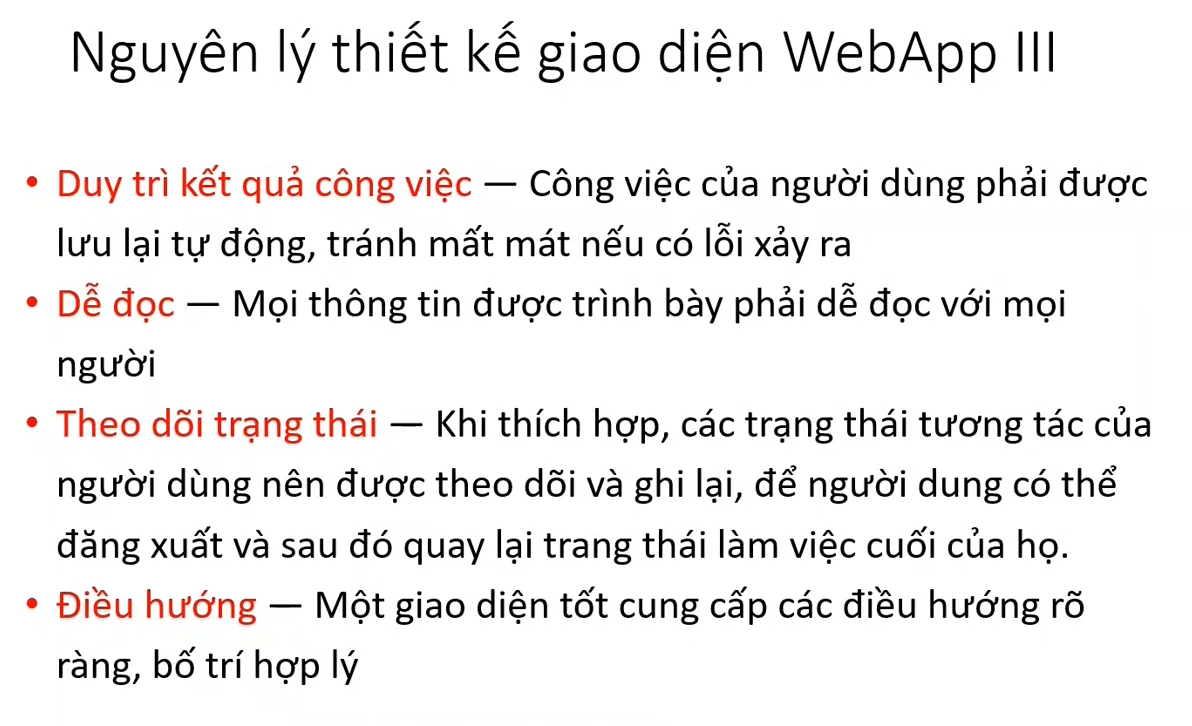 Nguyên lý thiết kế giao diện WebApp III
• Duy trì kết quả công việc — Công việc của người dùng phải được
lưu lại tự động, tránh mất mát nếu có lỗi xảy ra
• Dễ đọc — Mọi thông tin được trình bày phải dễ đọc với mọi
người
• Theo dõi trạng thái — Khi thích hợp, các trạng thái tương tác của
người dùng nên được theo dõi và ghi lại, để người dung có thể
đăng xuất và sau đó quay lại trang thái làm việc cuối của họ.
• Điều hướng — Một giao diện tốt cung cấp các điều hướng rõ
ràng, bố trí hợp lý